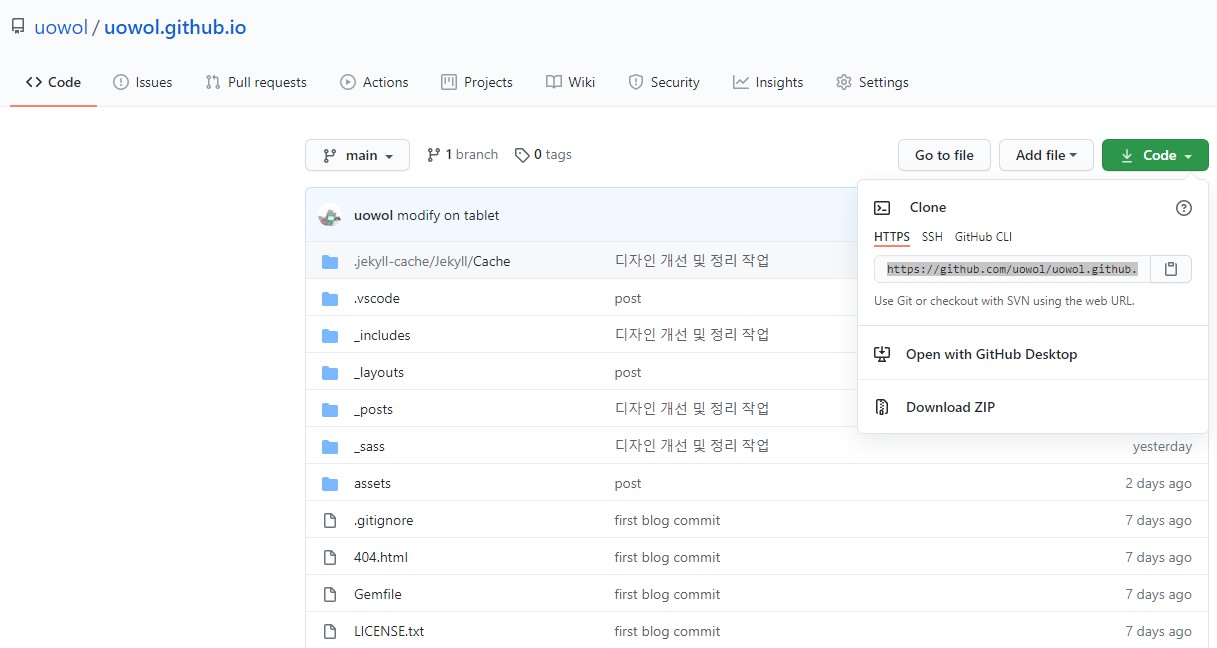 uowol / uowol.github.io
Code Issues Pull requests Actions Projects Wiki Security Insights Settings
main 1 branch 0 tags Go to file Add file Code
uowol modify on tablet
Clone
HTTPS SSH GitHub CLI
https://github.com/uowol/uowol.github.
Use Git or checkout with SVN using the web URL.
Open with GitHub Desktop
Download ZIP
.jekyll-cache/Jekyll/Cache 디자인 개선 및 정리 작업
.vscode post
_includes 디자인 개선 및 정리 작업
_layouts post
_posts 디자인 개선 및 정리 작업
_sass 디자인 개선 및 정리 작업 yesterday
assets post 2 days ago
.gitignore first blog commit 7 days ago
404.html first blog commit 7 days ago
Gemfile first blog commit 7 days ago
LICENSE.txt first blog commit 7 days ago